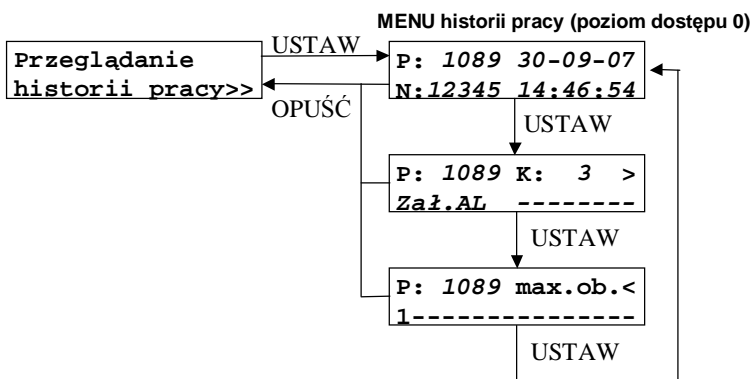 MENU historii pracy (poziom dostępu 0)
Przeglądanie
historii pracy>>
USTAW
OPUŚĆ
P: 1089 30-09-07
N:12345 14:46:54
USTAW
P: 1089 K: 3 >
Zał.AL --------
USTAW
P: 1089 max.ob.<
1---------------
USTAW